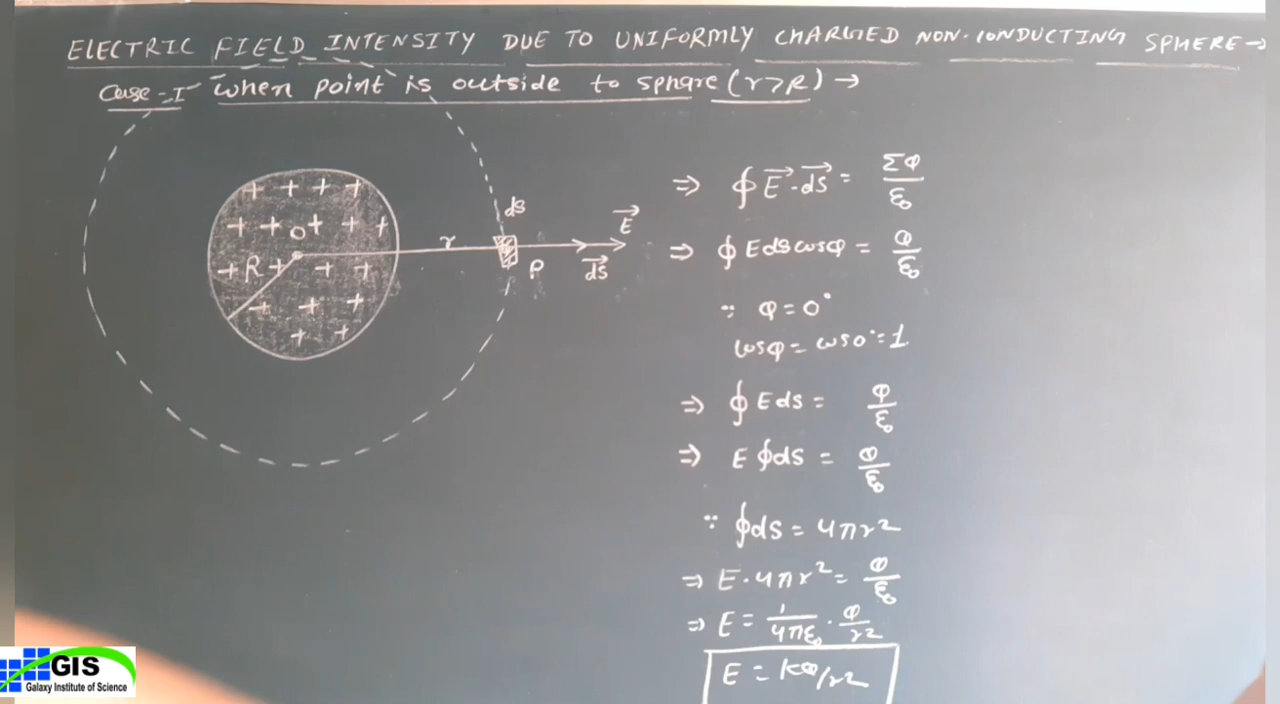 ELECTRIC FIELD INTENSITY DUE TO UNIFORMLY CHARGED NON-CONDUCTING SPHERE →
Case-I when point is outside to sphere (r>R) →
+ + + +
+ + O + + +
+ R + + +
+ + +
+ +
r
ds
P
E⃗
ds⃗
⇒ ∮ E⃗·ds⃗ = ΣQ/ε₀
⇒ ∮ E ds cosφ = Q/ε₀
∵ φ = 0°
cosφ = cos0° = 1
⇒ ∮ E ds = Q/ε₀
⇒ E ∮ds = Q/ε₀
∵ ∮ds = 4πr²
⇒ E·4πr² = Q/ε₀
⇒ E = 1/4πε₀ · Q/r²
E = kQ/r²
GIS
Galaxy Institute of Science